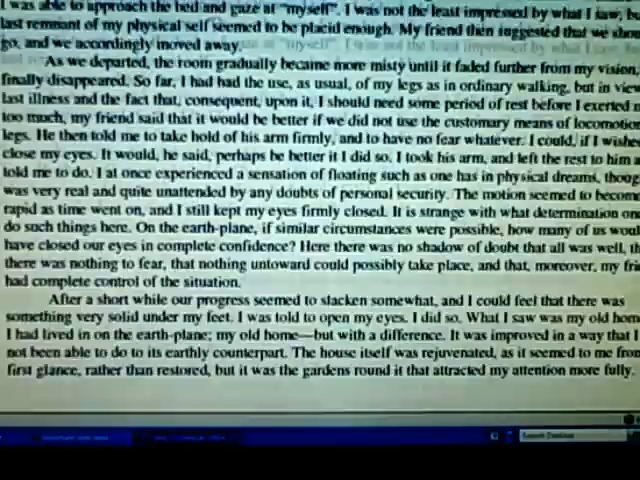 I was able to approach the bed and gaze at "myself". I was not the least impressed by what I saw, b
last remnant of my physical self seemed to be placid enough. My friend then suggested that we shou
go, and we accordingly moved away.
As we departed, the room gradually became more misty until it faded further from my vision,
finally disappeared. So far, I had had the use, as usual, of my legs as in ordinary walking, but in view
last illness and the fact that, consequent, upon it, I should need some period of rest before I exerted m
too much, my friend said that it would be better if we did not use the customary means of locomotion
legs. He then told me to take hold of his arm firmly, and to have no fear whatever. I could, if I wishe
close my eyes. It would, he said, perhaps be better if I did so. I took his arm, and left the rest to him a
told me to do. I at once experienced a sensation of floating such as one has in physical dreams, thoug
was very real and quite unattended by any doubts of personal security. The motion seemed to becom
rapid as time went on, and I still kept my eyes firmly closed. It is strange with what determination on
do such things here. On the earth-plane, if similar circumstances were possible, how many of us woul
have closed our eyes in complete confidence? Here there was no shadow of doubt that all was well, th
there was nothing to fear, that nothing untoward could possibly take place, and that, moreover, my frie
had complete control of the situation.
After a short while our progress seemed to slacken somewhat, and I could feel that there was
something very solid under my feet. I was told to open my eyes. I did so. What I saw was my old hom
I had lived in on the earth-plane; my old home—but with a difference. It was improved in a way that I
not been able to do to its earthly counterpart. The house itself was rejuvenated, as it seemed to me from
first glance, rather than restored, but it was the gardens round it that attracted my attention more fully.
Search Desktop